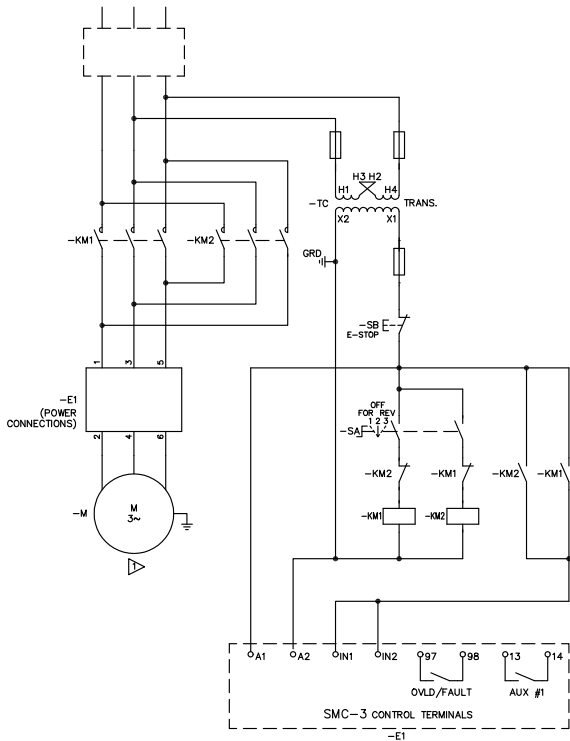 H3 H2
H1 H4
-TC TRANS.
X2 X1
-KM1 -KM2
GRD
-SB
E-STOP
1 3 5
-E1
(POWER
CONNECTIONS)
2 4 6
OFF
FOR REV
1 2 3
-SA
-KM2 -KM1 -KM2 -KM1
-KM1 -KM2
-M
M
3~
1
A1 A2 IN1 IN2 97 98 13 14
OVLD/FAULT AUX #1
SMC-3 CONTROL TERMINALS
-E1